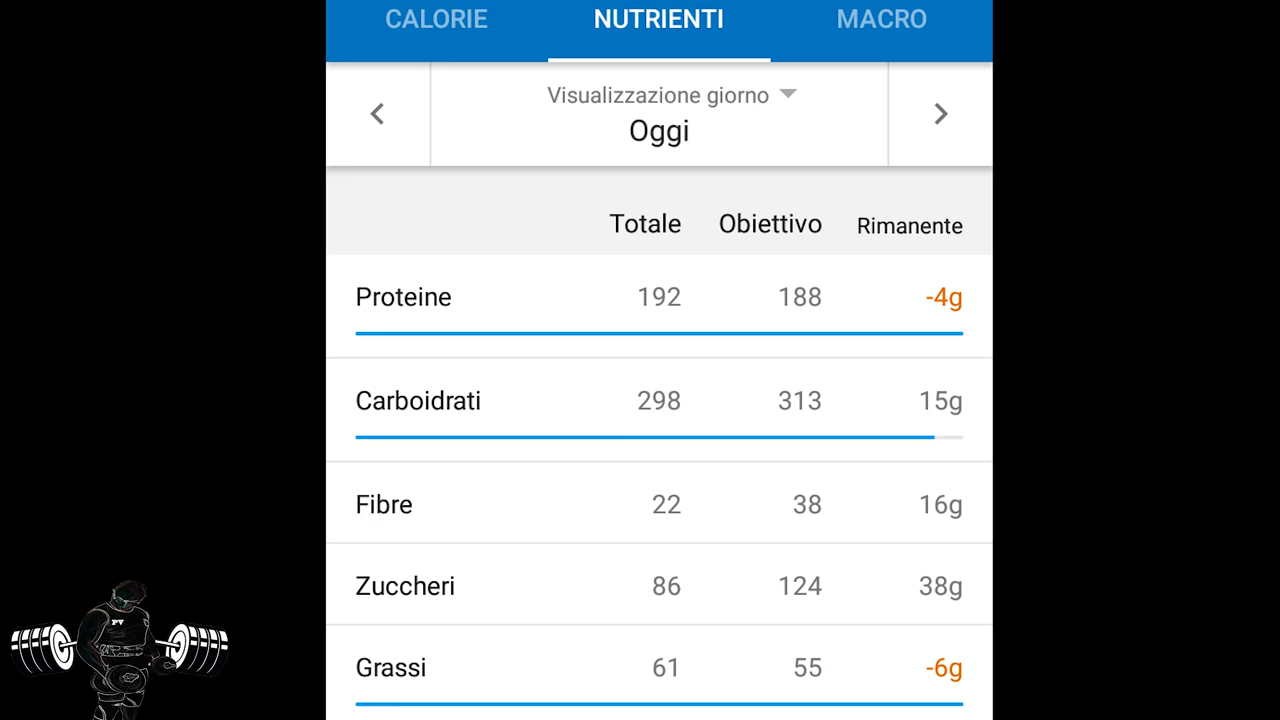 CALORIE NUTRIENTI MACRO
Visualizzazione giorno
Oggi
Totale Obiettivo Rimanente
Proteine 192 188 -4g
Carboidrati 298 313 15g
Fibre 22 38 16g
Zuccheri 86 124 38g
Grassi 61 55 -6g
PV